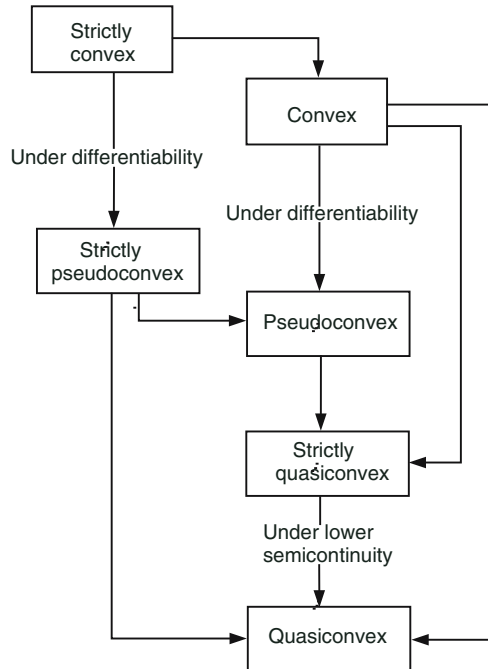 Strictly
convex
Convex
Under differentiability
Under differentiability
Strictly
pseudoconvex
Pseudoconvex
Strictly
quasiconvex
Under lower
semicontinuity
Quasiconvex